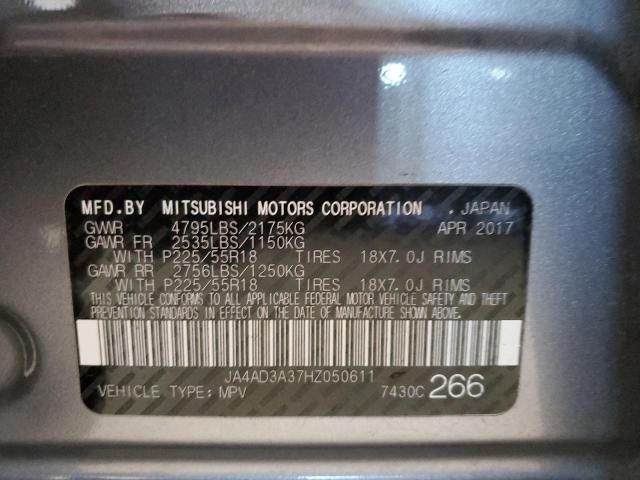 MFD.BY MITSUBISHI MOTORS CORPORATION . JAPAN
GVWR 4795LBS/2175KG APR 2017
GAWR FR 2535LBS/1150KG
WITH P225/55R18 TIRES 18X7.0J RIMS
GAWR RR 2756LBS/1250KG
WITH P225/55R18 TIRES 18X7.0J RIMS
THIS VEHICLE CONFORMS TO ALL APPLICABLE FEDERAL MOTOR VEHICLE SAFETY AND THEFT
PREVENTION STANDARDS IN EFFECT ON THE DATE OF MANUFACTURE SHOWN ABOVE.
JA4AD3A37HZ050611
VEHICLE TYPE: MPV 7430C 266